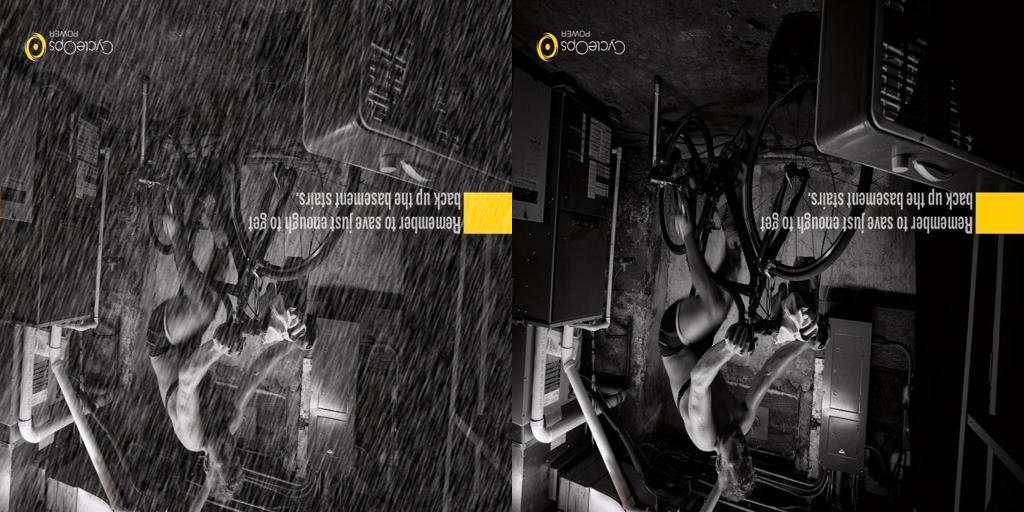 Remember to save just enough to get
back up the basement stairs.
CycleOps
POWER
Remember to save just enough to get
back up the basement stairs.
CycleOps
POWER